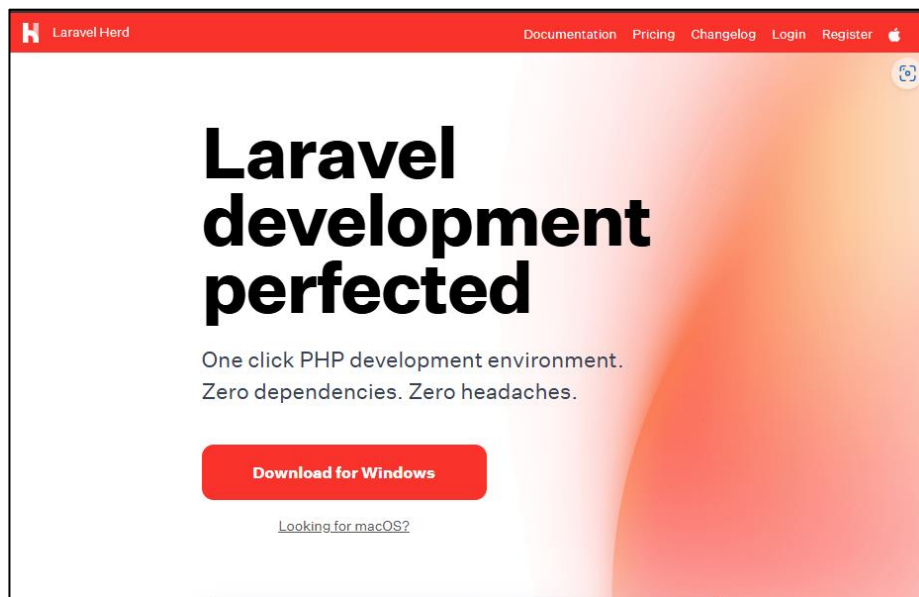 Laravel Herd
Documentation Pricing Changelog Login Register
Laravel
development
perfected
One click PHP development environment.
Zero dependencies. Zero headaches.
Download for Windows
Looking for macOS?